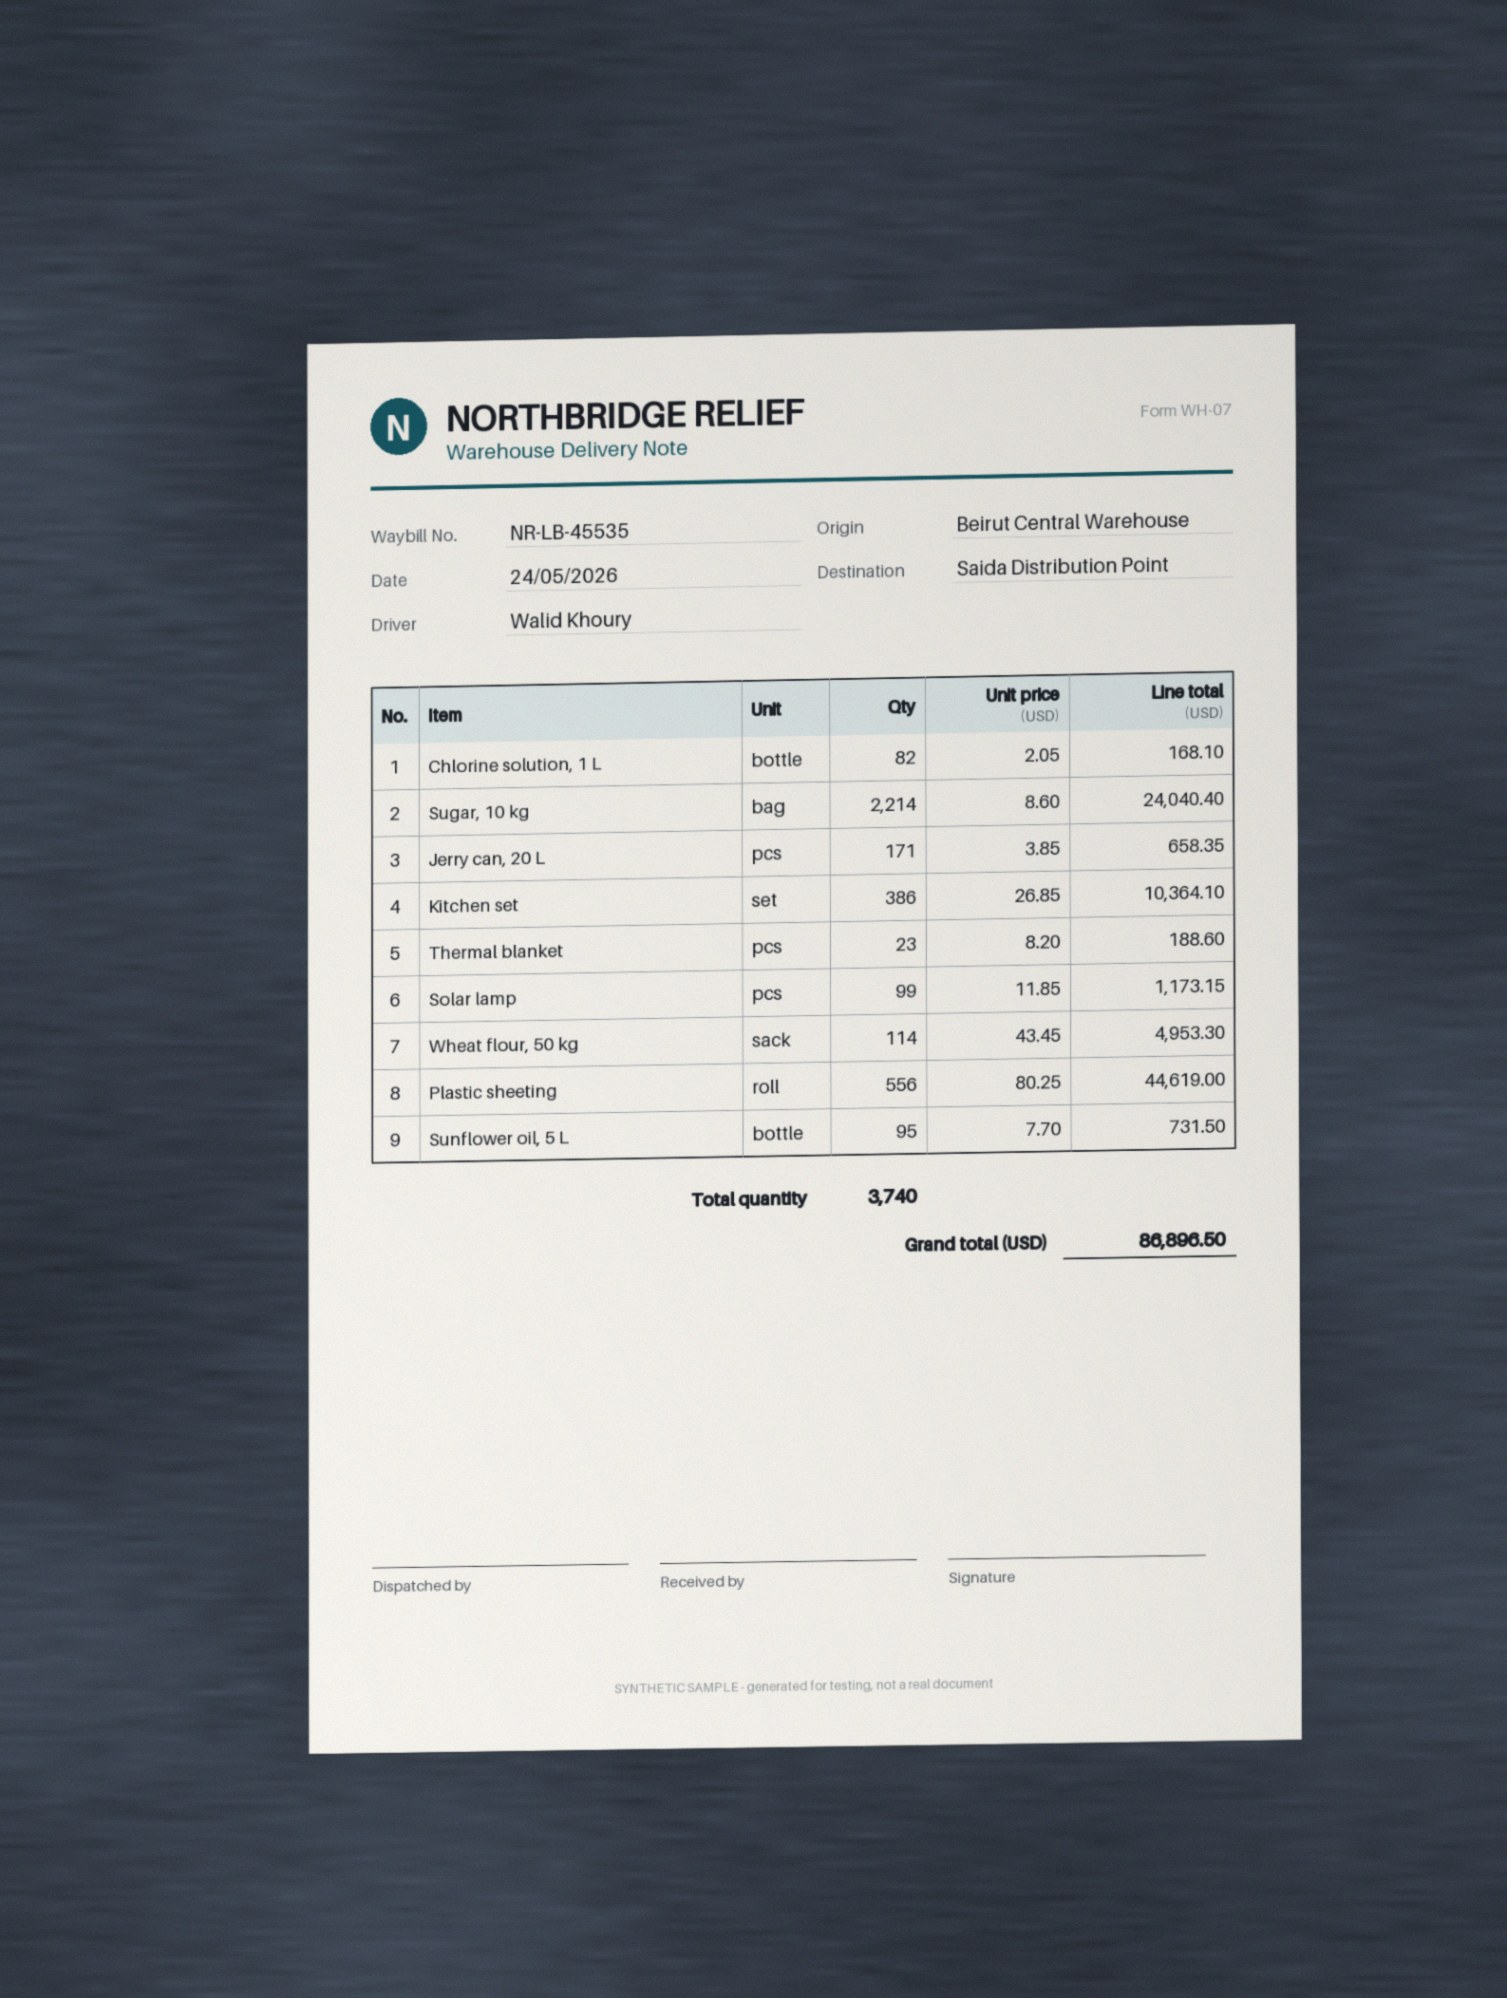 N
NORTHBRIDGE RELIEF
Warehouse Delivery Note
Form WH-07
Waybill No. NR-LB-45535 Origin Beirut Central Warehouse
Date 24/05/2026 Destination Saida Distribution Point
Driver Walid Khoury
No. Item Unit Qty Unit price (USD) Line total (USD)
1 Chlorine solution, 1 L bottle 82 2.05 168.10
2 Sugar, 10 kg bag 2,214 8.60 24,040.40
3 Jerry can, 20 L pcs 171 3.85 658.35
4 Kitchen set set 386 26.85 10,364.10
5 Thermal blanket pcs 23 8.20 188.60
6 Solar lamp pcs 99 11.85 1,173.15
7 Wheat flour, 50 kg sack 114 43.45 4,953.30
8 Plastic sheeting roll 556 80.25 44,619.00
9 Sunflower oil, 5 L bottle 95 7.70 731.50
Total quantity 3,740
Grand total (USD) 86,896.50
Dispatched by Received by Signature
SYNTHETIC SAMPLE - generated for testing, not a real document